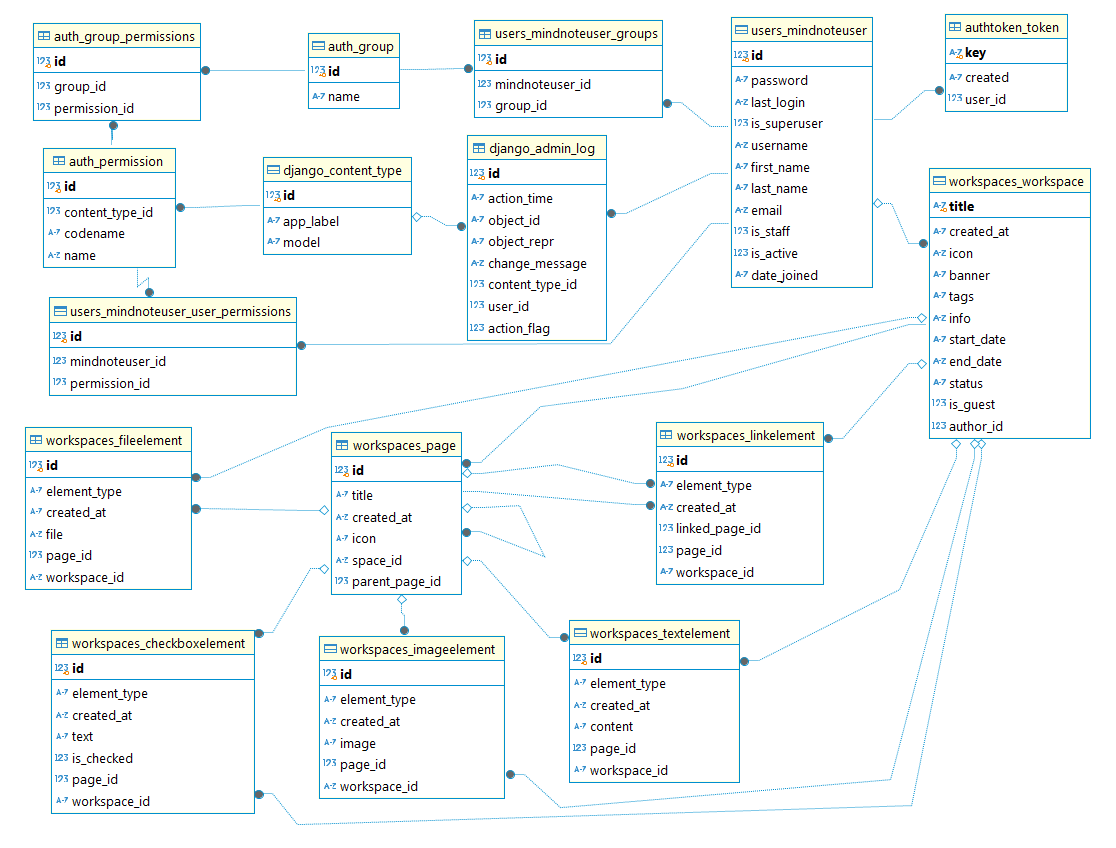 auth_group_permissions
id
group_id
permission_id
auth_group
id
name
users_mindnoteuser_groups
id
mindnoteuser_id
group_id
users_mindnoteuser
id
password
last_login
is_superuser
username
first_name
last_name
email
is_staff
is_active
date_joined
authtoken_token
key
created
user_id
auth_permission
id
content_type_id
codename
name
django_content_type
id
app_label
model
django_admin_log
id
action_time
object_id
object_repr
change_message
content_type_id
user_id
action_flag
workspaces_workspace
title
created_at
icon
banner
tags
info
start_date
end_date
status
is_guest
author_id
users_mindnoteuser_user_permissions
id
mindnoteuser_id
permission_id
workspaces_fileelement
id
element_type
created_at
file
page_id
workspace_id
workspaces_page
id
title
created_at
icon
space_id
parent_page_id
workspaces_linkelement
id
element_type
created_at
linked_page_id
page_id
workspace_id
workspaces_checkboxelement
id
element_type
created_at
text
is_checked
page_id
workspace_id
workspaces_imageelement
id
element_type
created_at
image
page_id
workspace_id
workspaces_textelement
id
element_type
created_at
content
page_id
workspace_id